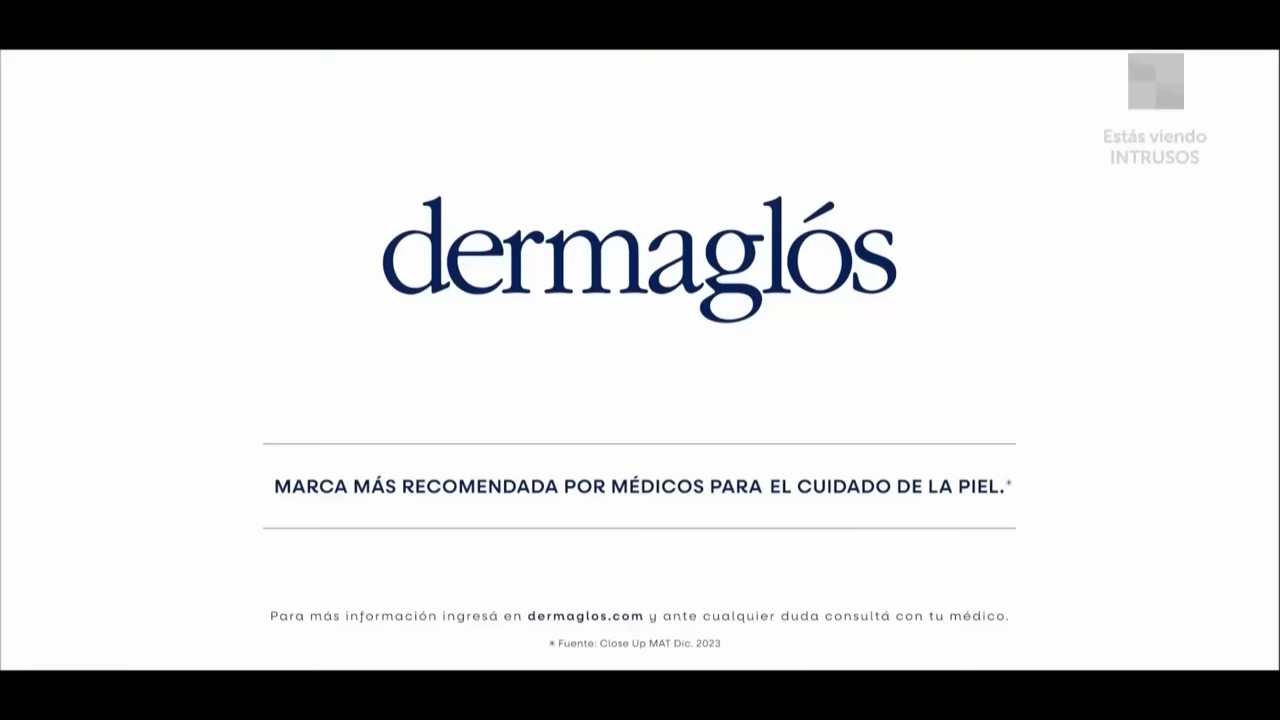 Estás viendo
INTRUSOS
dermaglós
MARCA MÁS RECOMENDADA POR MÉDICOS PARA EL CUIDADO DE LA PIEL.*
Para más información ingresá en dermaglos.com y ante cualquier duda consultá con tu médico.
* Fuente: Close Up MAT Dic. 2023